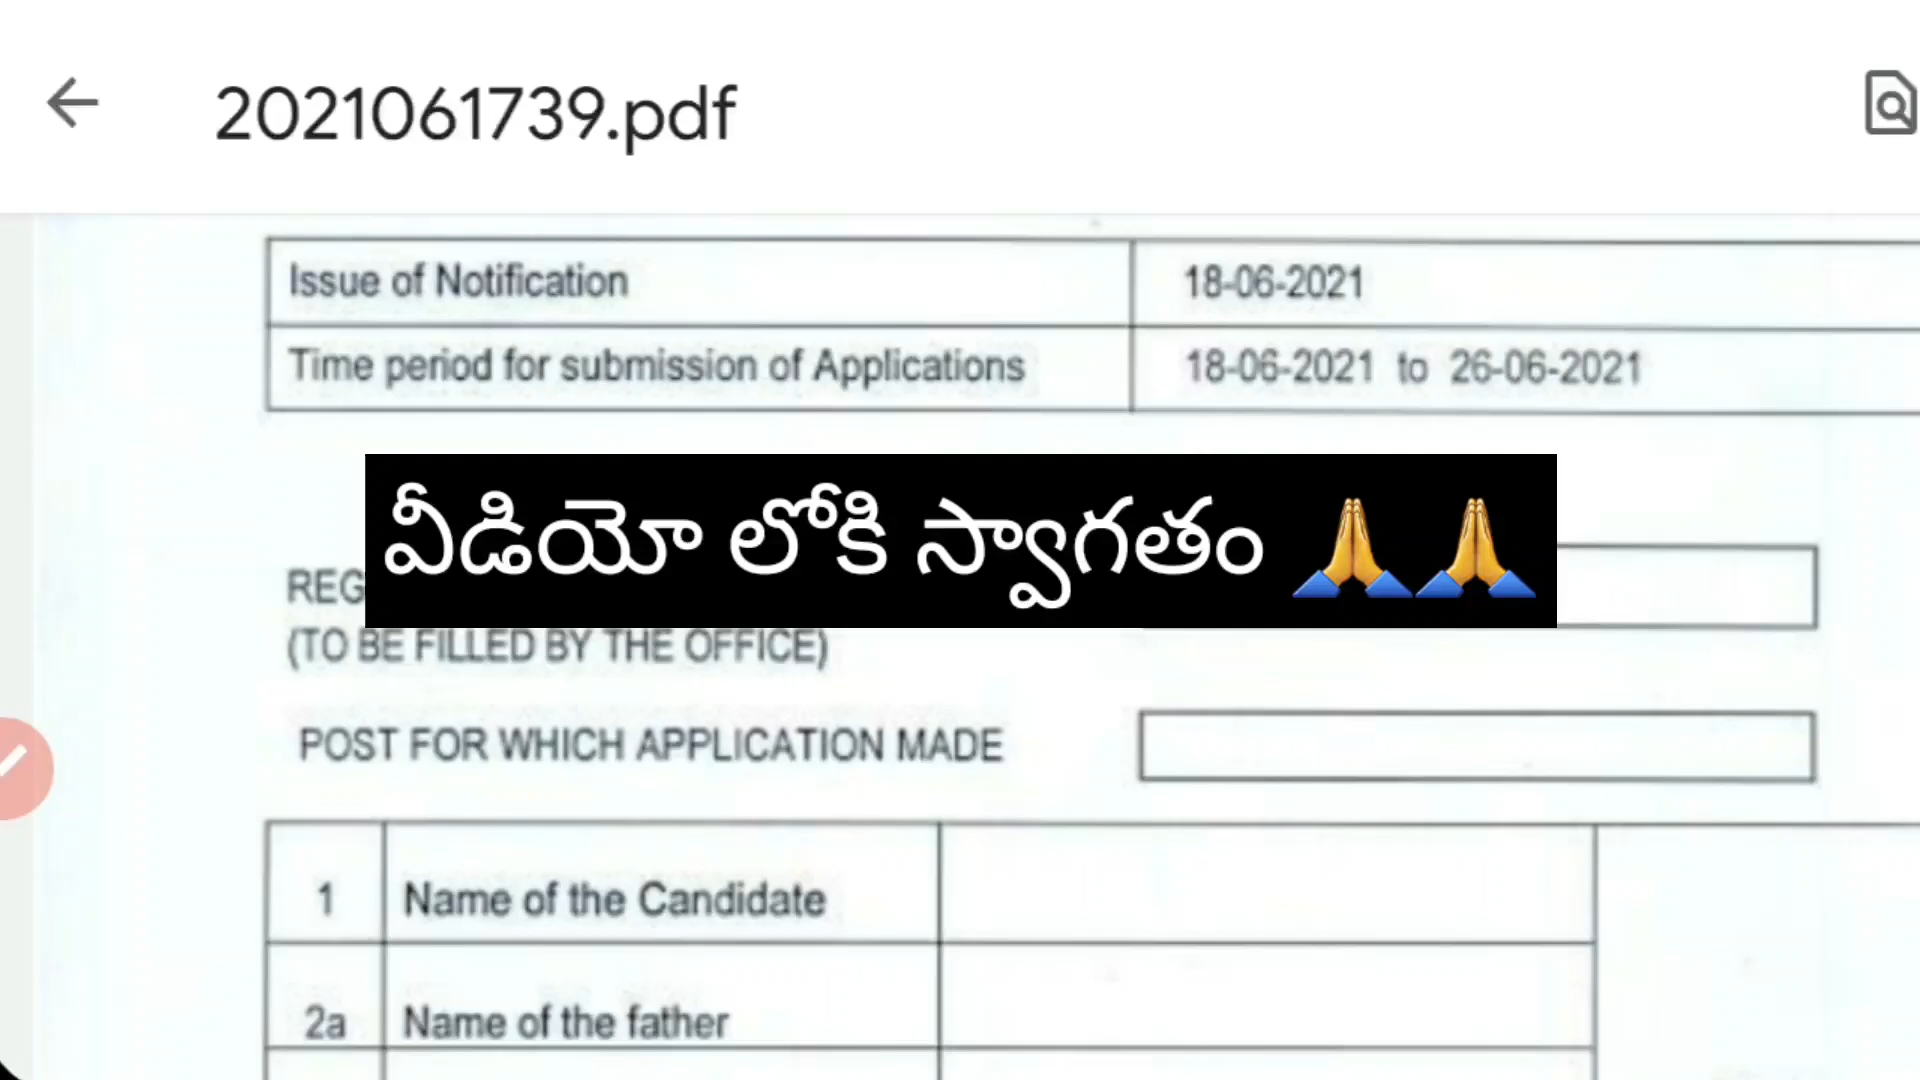 2021061739.pdf
Issue of Notification 18-06-2021
Time period for submission of Applications 18-06-2021 to 26-06-2021
వీడియో లోకి స్వాగతం 🙏🙏
REG
(TO BE FILLED BY THE OFFICE)
POST FOR WHICH APPLICATION MADE
1 Name of the Candidate
2a Name of the father